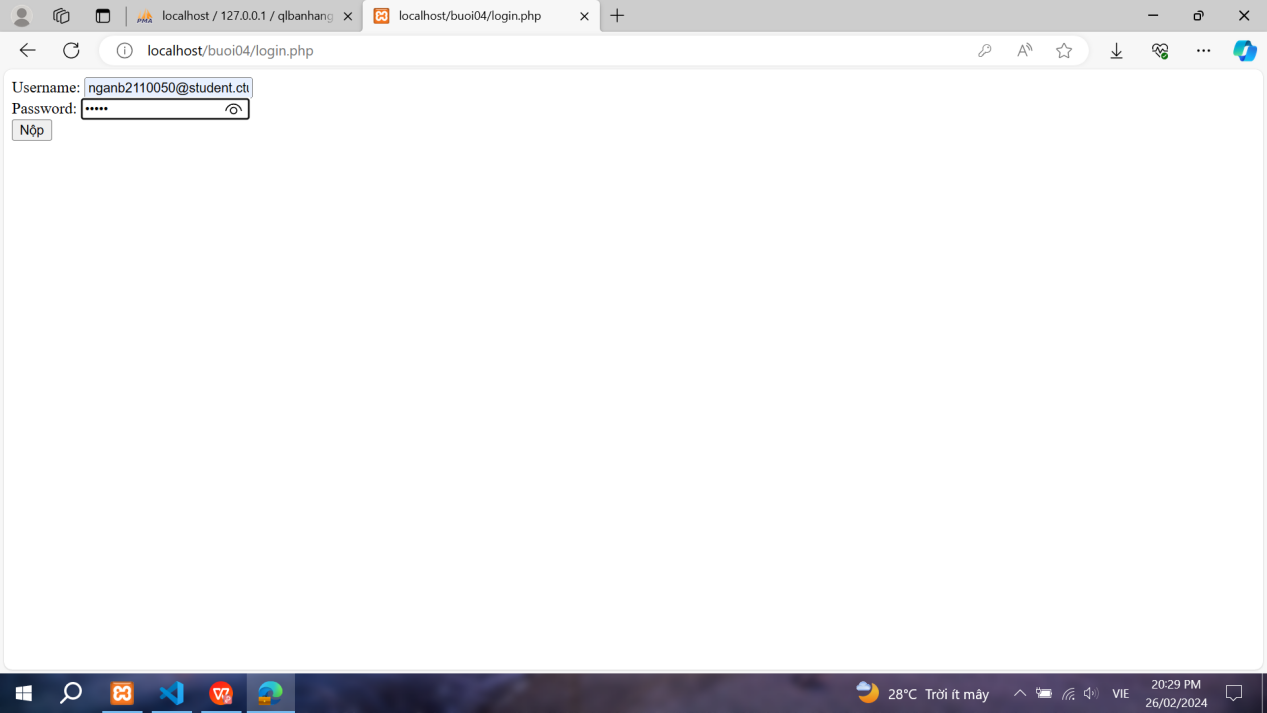 localhost / 127.0.0.1 / qlbanhang
localhost/buoi04/login.php
localhost/buoi04/login.php
Username: nganb2110050@student.ctu
Password: •••••
Nộp
28°C Trời ít mây
VIE
20:29 PM
26/02/2024